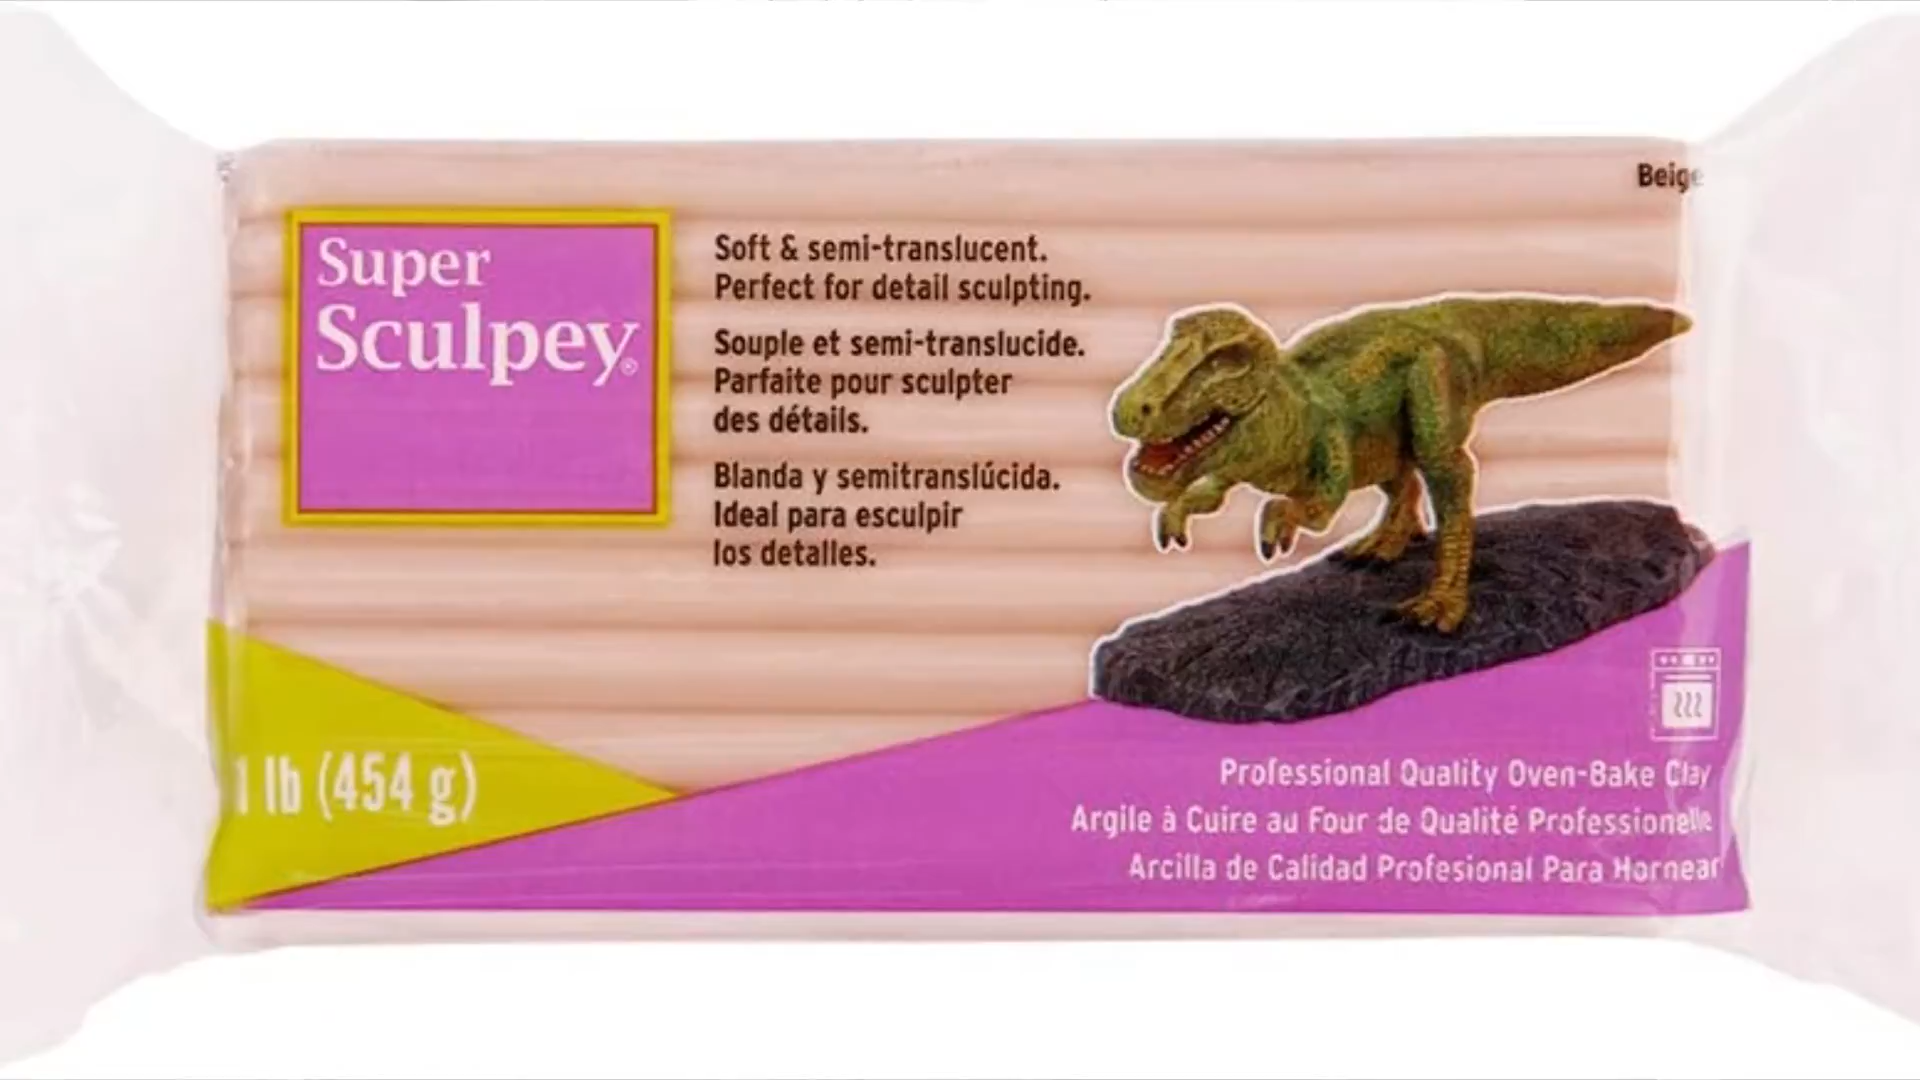 Beige
Super
Sculpey®
Soft & semi-translucent.
Perfect for detail sculpting.
Souple et semi-translucide.
Parfaite pour sculpter
des détails.
Blanda y semitranslúcida.
Ideal para esculpir
los detalles.
1 lb (454 g)
Professional Quality Oven-Bake Clay
Argile à Cuire au Four de Qualité Professionelle
Arcilla de Calidad Profesional Para Hornear